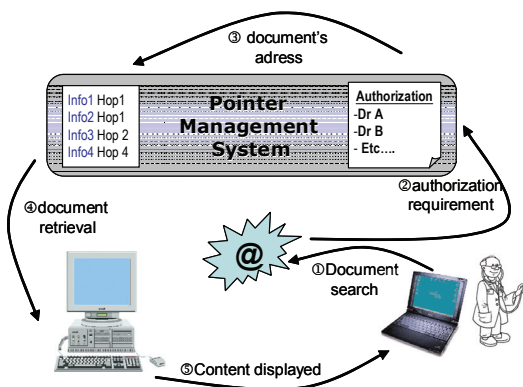 ③ document's
adress
Info1 Hop1
Info2 Hop1
Info3 Hop 2
Info4 Hop 4
Pointer
Management
System
Authorization
-Dr A
-Dr B
- Etc....
②authorization
requirement
④document
retrieval
@
①Document
search
⑤Content displayed